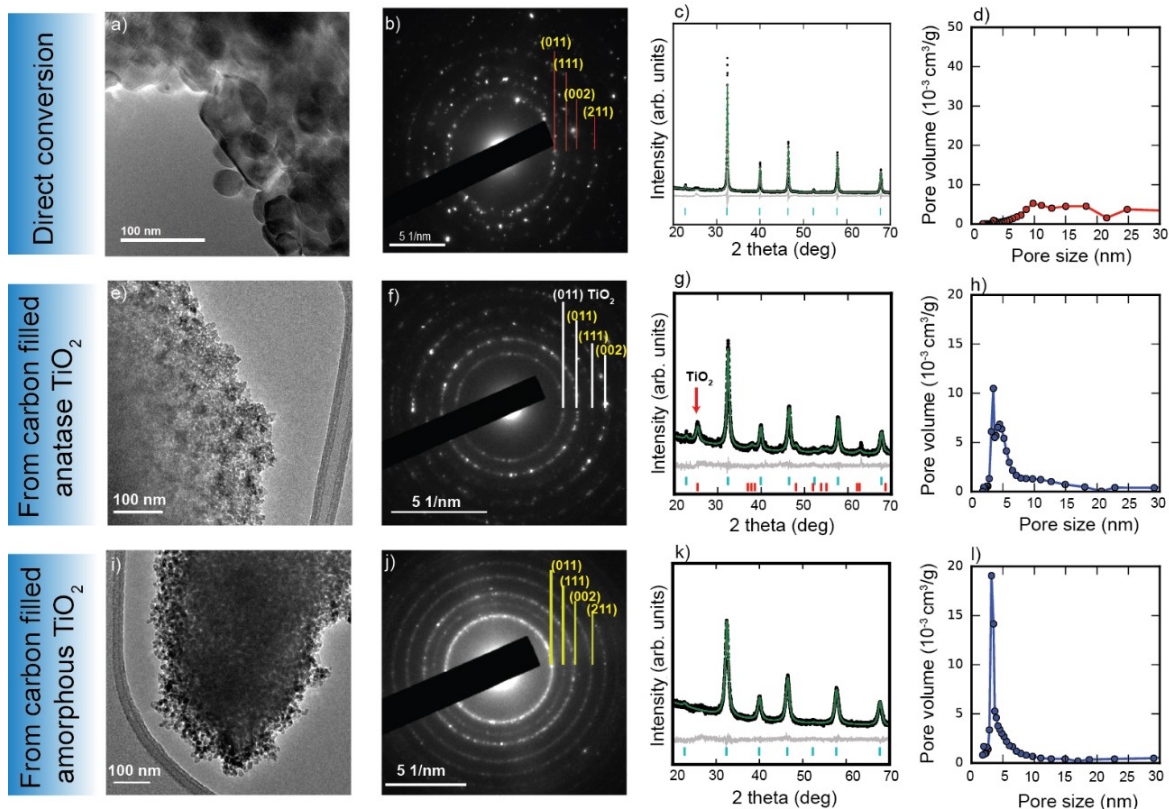 Direct conversion
a)
100 nm
b)
(011)
(111)
(002)
(211)
5 1/nm
c)
Intensity (arb. units)
20 30 40 50 60 70
2 theta (deg)
d)
Pore volume (10⁻³ cm³/g)
50
40
30
20
10
0
0 5 10 15 20 25 30
Pore size (nm)
From carbon filled
anatase TiO₂
e)
100 nm
f)
(011) TiO₂
(011)
(111)
(002)
5 1/nm
g)
Intensity (arb. units)
TiO₂
20 30 40 50 60 70
2 theta (deg)
h)
Pore volume (10⁻³ cm³/g)
20
15
10
5
0
0 5 10 15 20 25 30
Pore size (nm)
From carbon filled
amorphous TiO₂
i)
100 nm
j)
(011)
(111)
(002)
(211)
5 1/nm
k)
Intensity (arb. units)
20 30 40 50 60 70
2 theta (deg)
l)
Pore volume (10⁻³ cm³/g)
20
15
10
5
0
0 5 10 15 20 25 30
Pore size (nm)